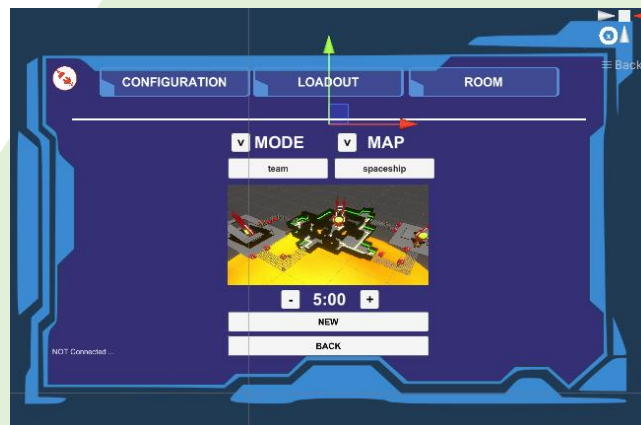 Back
CONFIGURATION LOADOUT ROOM
v MODE v MAP
team spaceship
- 5:00 +
NEW
BACK
NOT Connected ...